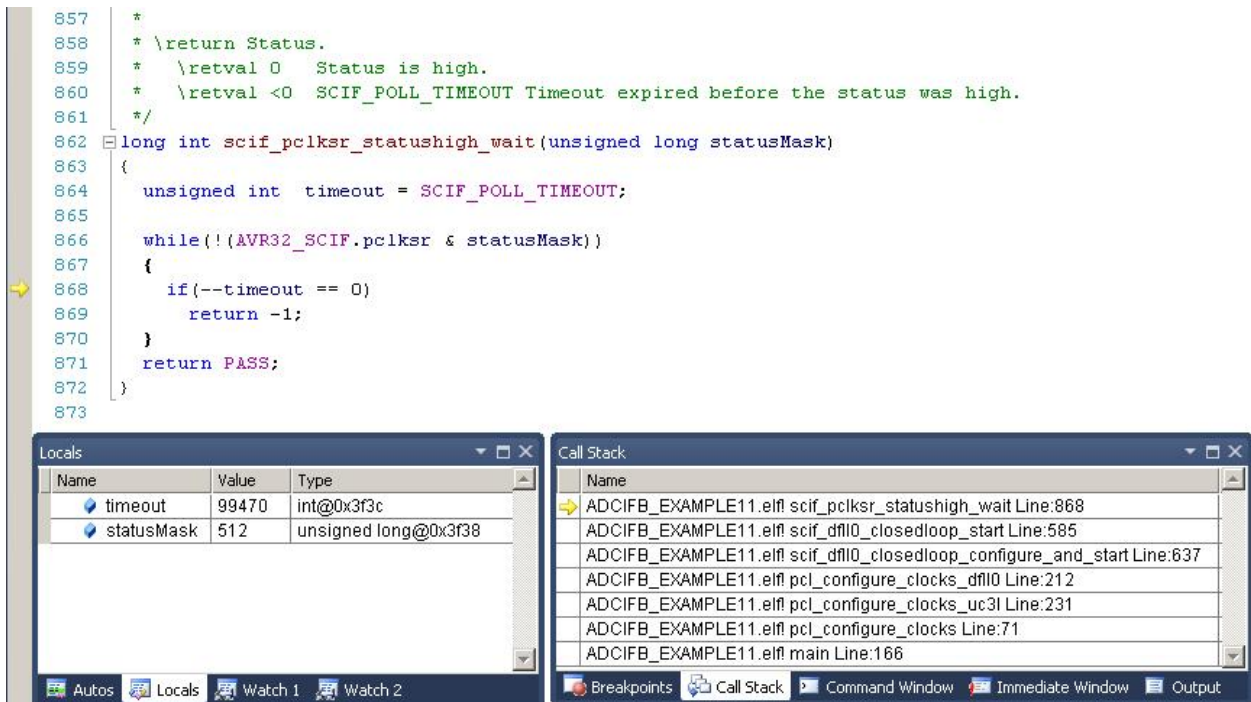 857 *
858 * \return Status.
859 * \retval 0 Status is high.
860 * \retval <0 SCIF_POLL_TIMEOUT Timeout expired before the status was high.
861 */
862 long int scif_pclksr_statushigh_wait(unsigned long statusMask)
863 {
864 unsigned int timeout = SCIF_POLL_TIMEOUT;
865
866 while(!(AVR32_SCIF.pclksr & statusMask))
867 {
868 if(--timeout == 0)
869 return -1;
870 }
871 return PASS;
872 }
873
Locals
Name Value Type
timeout 99470 int@0x3f3c
statusMask 512 unsigned long@0x3f38
Autos Locals Watch 1 Watch 2
Call Stack
Name
ADCIFB_EXAMPLE11.elf! scif_pclksr_statushigh_wait Line:868
ADCIFB_EXAMPLE11.elf! scif_dfll0_closedloop_start Line:585
ADCIFB_EXAMPLE11.elf! scif_dfll0_closedloop_configure_and_start Line:637
ADCIFB_EXAMPLE11.elf! pcl_configure_clocks_dfll0 Line:212
ADCIFB_EXAMPLE11.elf! pcl_configure_clocks_uc3l Line:231
ADCIFB_EXAMPLE11.elf! pcl_configure_clocks Line:71
ADCIFB_EXAMPLE11.elf! main Line:166
Breakpoints Call Stack Command Window Immediate Window Output